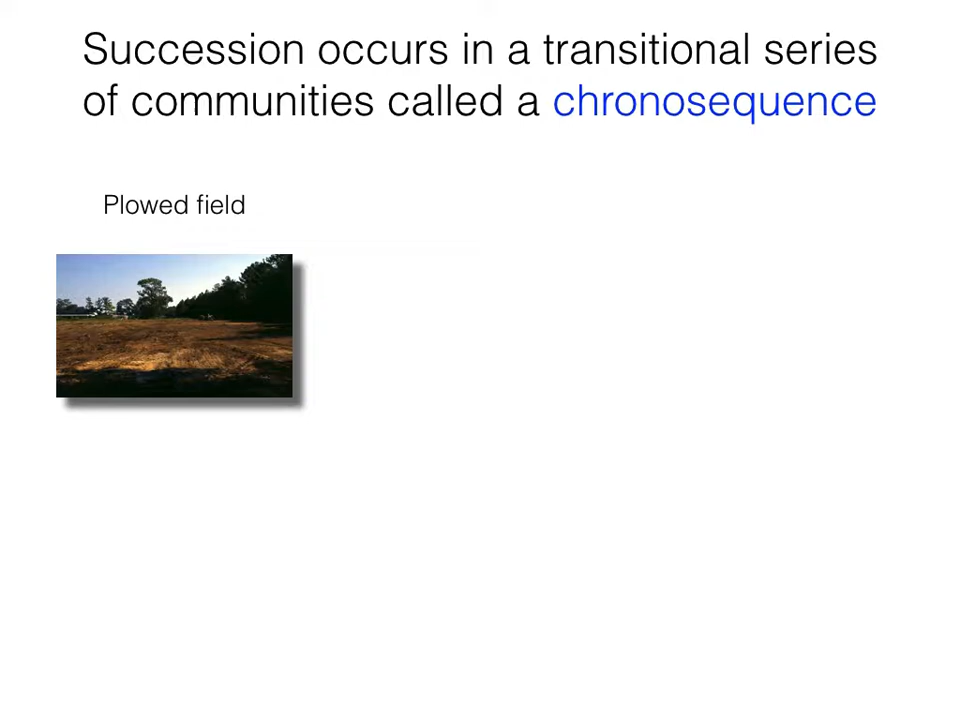 Succession occurs in a transitional series
of communities called a chronosequence
Plowed field